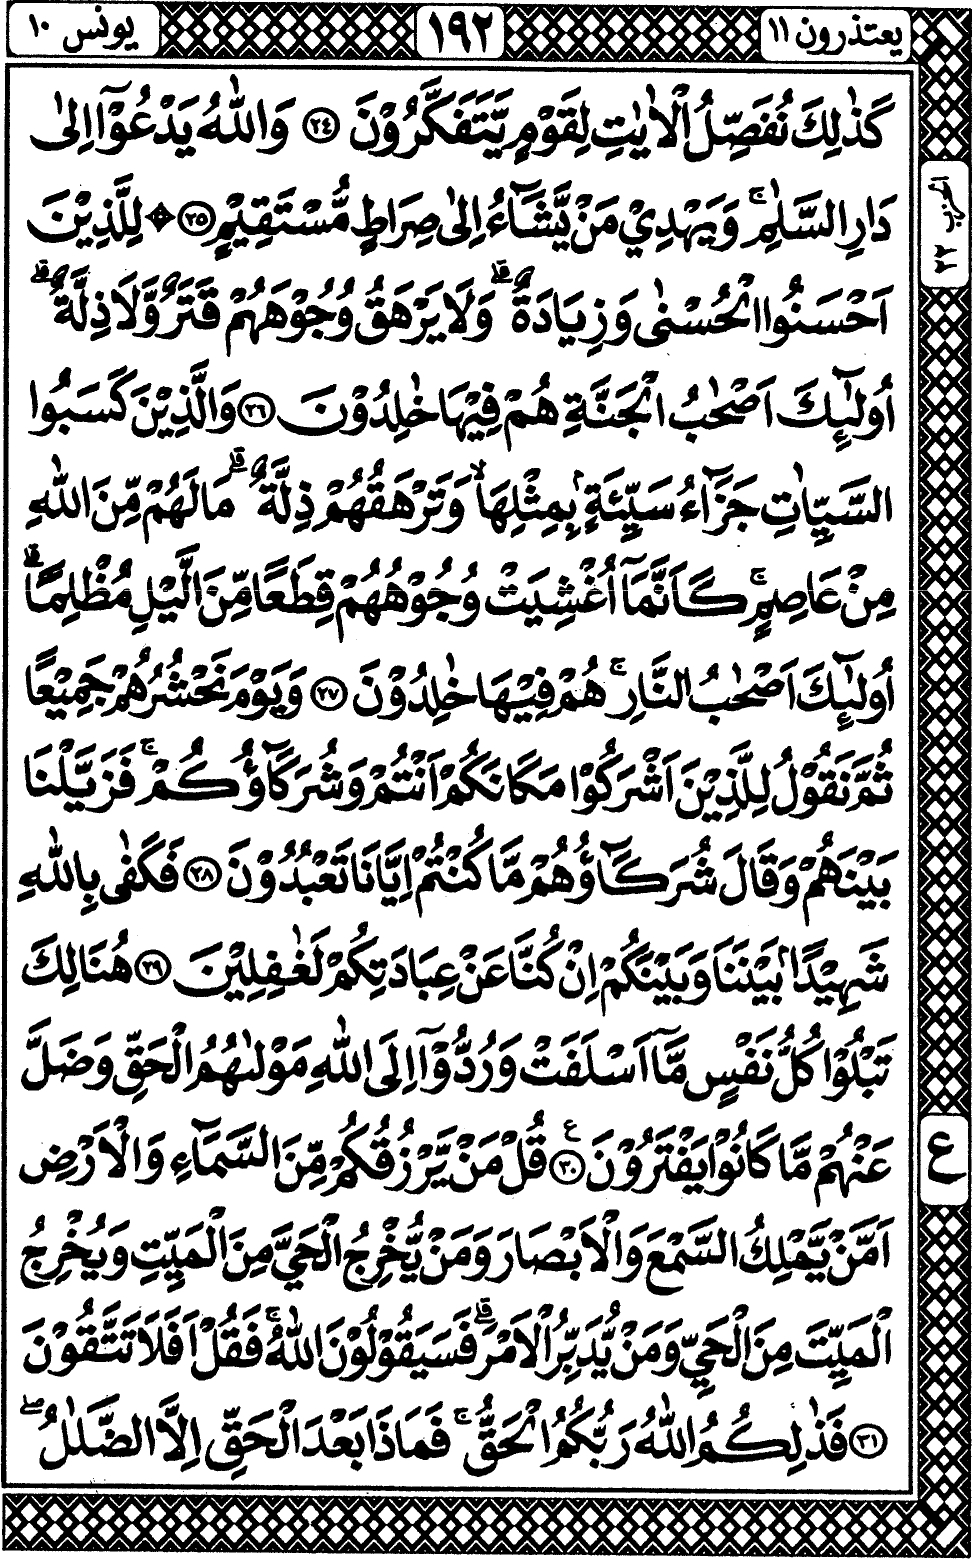 يعتذرون ١١
١٩٢
يونس ١٠
كَذٰلِكَ نُفَصِّلُ الْاٰيٰتِ لِقَوْمٍ يَّتَفَكَّرُوْنَ ﴿٢٤﴾ وَاللّٰهُ يَدْعُوْٓا اِلٰى
دَارِ السَّلٰمِ ۚ وَيَهْدِيْ مَنْ يَّشَآءُ اِلٰى صِرَاطٍ مُّسْتَقِيْمٍ ﴿٢٥﴾ ۞ لِلَّذِيْنَ
اَحْسَنُوا الْحُسْنٰى وَزِيَادَةٌ ۗ وَلَا يَرْهَقُ وُجُوْهَهُمْ قَتَرٌ وَّلَا ذِلَّةٌ ۗ
اُولٰٓئِكَ اَصْحٰبُ الْجَنَّةِ هُمْ فِيْهَا خٰلِدُوْنَ ﴿٢٦﴾ وَالَّذِيْنَ كَسَبُوا
السَّيِّاٰتِ جَزَآءُ سَيِّئَةٍۢ بِمِثْلِهَا ۙ وَتَرْهَقُهُمْ ذِلَّةٌ ۗ مَا لَهُمْ مِّنَ اللّٰهِ
مِنْ عَاصِمٍ ۚ كَاَنَّمَآ اُغْشِيَتْ وُجُوْهُهُمْ قِطَعًا مِّنَ الَّيْلِ مُظْلِمًا ۗ
اُولٰٓئِكَ اَصْحٰبُ النَّارِ ۚ هُمْ فِيْهَا خٰلِدُوْنَ ﴿٢٧﴾ وَيَوْمَ نَحْشُرُهُمْ جَمِيْعًا
ثُمَّ نَقُوْلُ لِلَّذِيْنَ اَشْرَكُوْا مَكَانَكُمْ اَنْتُمْ وَشُرَكَآؤُكُمْ ۚ فَزَيَّلْنَا
بَيْنَهُمْ وَقَالَ شُرَكَآؤُهُمْ مَّا كُنْتُمْ اِيَّانَا تَعْبُدُوْنَ ﴿٢٨﴾ فَكَفٰى بِاللّٰهِ
شَهِيْدًاۢ بَيْنَنَا وَبَيْنَكُمْ اِنْ كُنَّا عَنْ عِبَادَتِكُمْ لَغٰفِلِيْنَ ﴿٢٩﴾ هُنَالِكَ
تَبْلُوْا كُلُّ نَفْسٍ مَّآ اَسْلَفَتْ وَرُدُّوْٓا اِلَى اللّٰهِ مَوْلٰىهُمُ الْحَقِّ وَضَلَّ
عَنْهُمْ مَّا كَانُوْا يَفْتَرُوْنَ ﴿٣٠﴾ ع قُلْ مَنْ يَّرْزُقُكُمْ مِّنَ السَّمَآءِ وَالْاَرْضِ
اَمَّنْ يَّمْلِكُ السَّمْعَ وَالْاَبْصَارَ وَمَنْ يُّخْرِجُ الْحَيَّ مِنَ الْمَيِّتِ وَيُخْرِجُ
الْمَيِّتَ مِنَ الْحَيِّ وَمَنْ يُّدَبِّرُ الْاَمْرَ ۗ فَسَيَقُوْلُوْنَ اللّٰهُ ۚ فَقُلْ اَفَلَا تَتَّقُوْنَ
﴿٣١﴾ فَذٰلِكُمُ اللّٰهُ رَبُّكُمُ الْحَقُّ ۚ فَمَاذَا بَعْدَ الْحَقِّ اِلَّا الضَّلٰلُ ۖ
الحزب ٢٢
ع